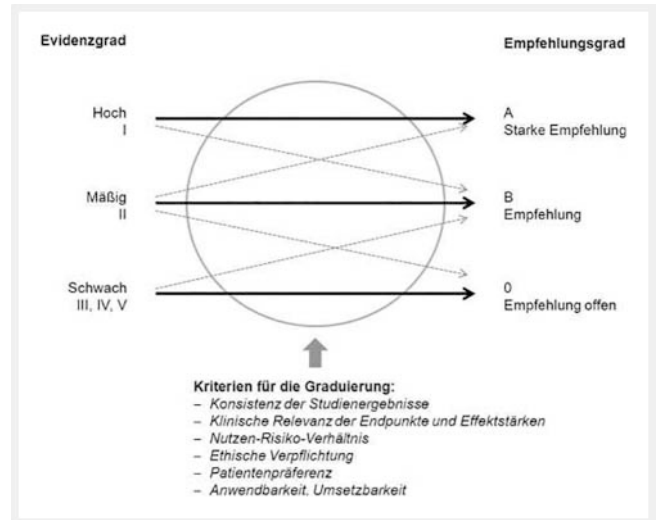 Evidenzgrad
Empfehlungsgrad
Hoch
I
A
Starke Empfehlung
Mäßig
II
B
Empfehlung
Schwach
III, IV, V
0
Empfehlung offen
Kriterien für die Graduierung:
– Konsistenz der Studienergebnisse
– Klinische Relevanz der Endpunkte und Effektstärken
– Nutzen-Risiko-Verhältnis
– Ethische Verpflichtung
– Patientenpräferenz
– Anwendbarkeit, Umsetzbarkeit